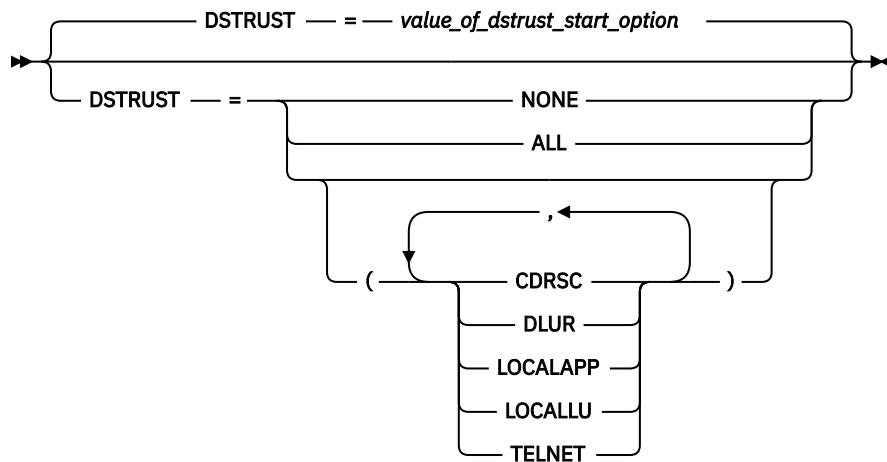 DSTRUST = value_of_dstrust_start_option
DSTRUST = NONE
ALL
,
( CDRSC )
DLUR
LOCALAPP
LOCALLU
TELNET